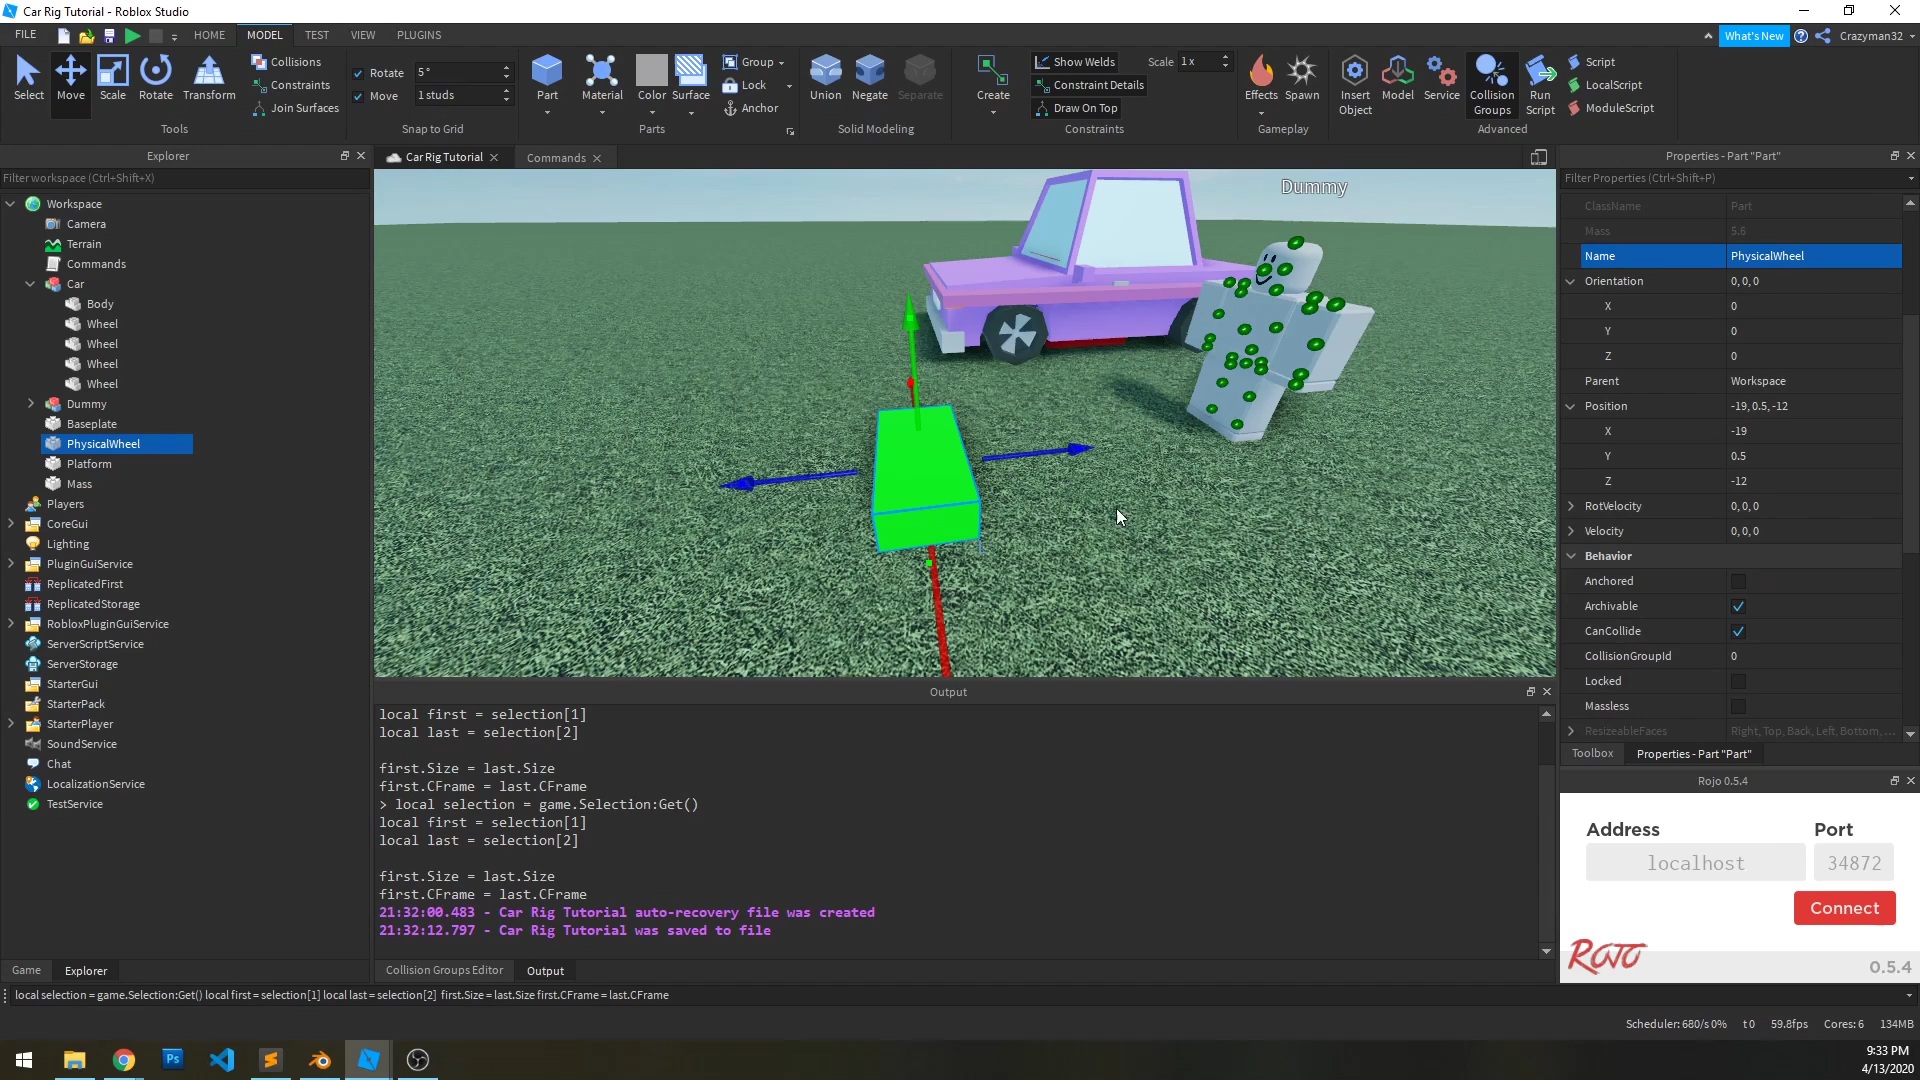 Car Rig Tutorial - Roblox Studio
FILE
HOME
MODEL
TEST
VIEW
PLUGINS
What's New
Crazyman32
Select
Move
Scale
Rotate
Transform
Collisions
Constraints
Join Surfaces
Tools
Rotate
5 °
Move
1 studs
Snap to Grid
Part
Material
Color
Surface
Group
Lock
Anchor
Parts
Union
Negate
Separate
Solid Modeling
Create
Show Welds
Constraint Details
Draw On Top
Scale
1 x
Constraints
Effects
Spawn
Gameplay
Insert
Object
Model
Service
Collision
Groups
Run
Script
Script
LocalScript
ModuleScript
Advanced
Explorer
Filter workspace (Ctrl+Shift+X)
Workspace
Camera
Terrain
Commands
Car
Body
Wheel
Wheel
Wheel
Wheel
Dummy
Baseplate
PhysicalWheel
Platform
Mass
Players
CoreGui
Lighting
PluginGuiService
ReplicatedFirst
ReplicatedStorage
RobloxPluginGuiService
ServerScriptService
ServerStorage
StarterGui
StarterPack
StarterPlayer
SoundService
Chat
LocalizationService
TestService
Game
Explorer
Car Rig Tutorial
Commands
Dummy
Output
local first = selection[1]
local last = selection[2]
first.Size = last.Size
first.CFrame = last.CFrame
> local selection = game.Selection:Get()
local first = selection[1]
local last = selection[2]
first.Size = last.Size
first.CFrame = last.CFrame
21:32:00.483 - Car Rig Tutorial auto-recovery file was created
21:32:12.797 - Car Rig Tutorial was saved to file
Collision Groups Editor
Output
Properties - Part "Part"
Filter Properties (Ctrl+Shift+P)
ClassName Part
Mass 5.6
Name PhysicalWheel
Orientation 0, 0, 0
X 0
Y 0
Z 0
Parent Workspace
Position -19, 0.5, -12
X -19
Y 0.5
Z -12
RotVelocity 0, 0, 0
Velocity 0, 0, 0
Behavior
Anchored
Archivable
CanCollide
CollisionGroupId 0
Locked
Massless
ResizeableFaces Right, Top, Back, Left, Bottom, ...
Toolbox
Properties - Part "Part"
Rojo 0.5.4
Address
Port
localhost
34872
Connect
ROJO
0.5.4
local selection = game.Selection:Get() local first = selection[1] local last = selection[2] first.Size = last.Size first.CFrame = last.CFrame
Scheduler: 680/s 0%
t 0
59.8fps
Cores: 6
134MB
Ps
9:33 PM
4/13/2020